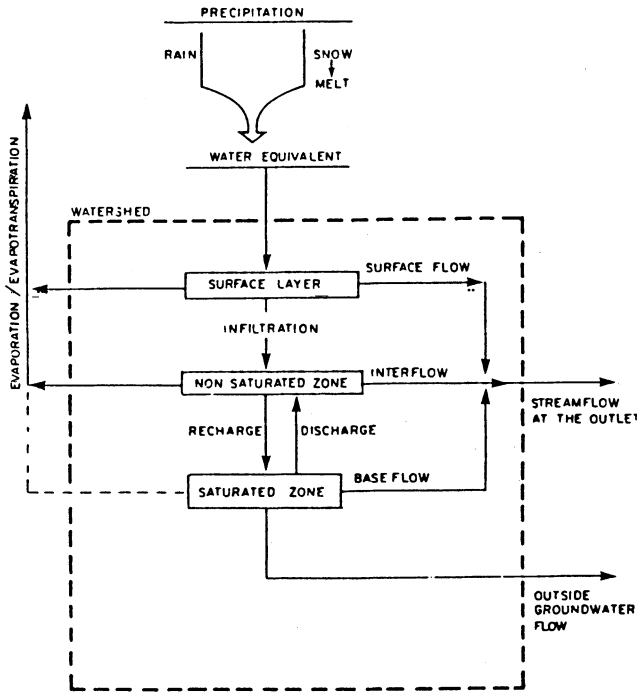 PRECIPITATION
RAIN
SNOW
MELT
WATER EQUIVALENT
WATERSHED
EVAPORATION / EVAPOTRANSPIRATION
SURFACE FLOW
SURFACE LAYER
INFILTRATION
INTERFLOW
NON SATURATED ZONE
STREAMFLOW
AT THE OUTLET
RECHARGE
DISCHARGE
BASE FLOW
SATURATED ZONE
OUTSIDE
GROUNDWATER
FLOW